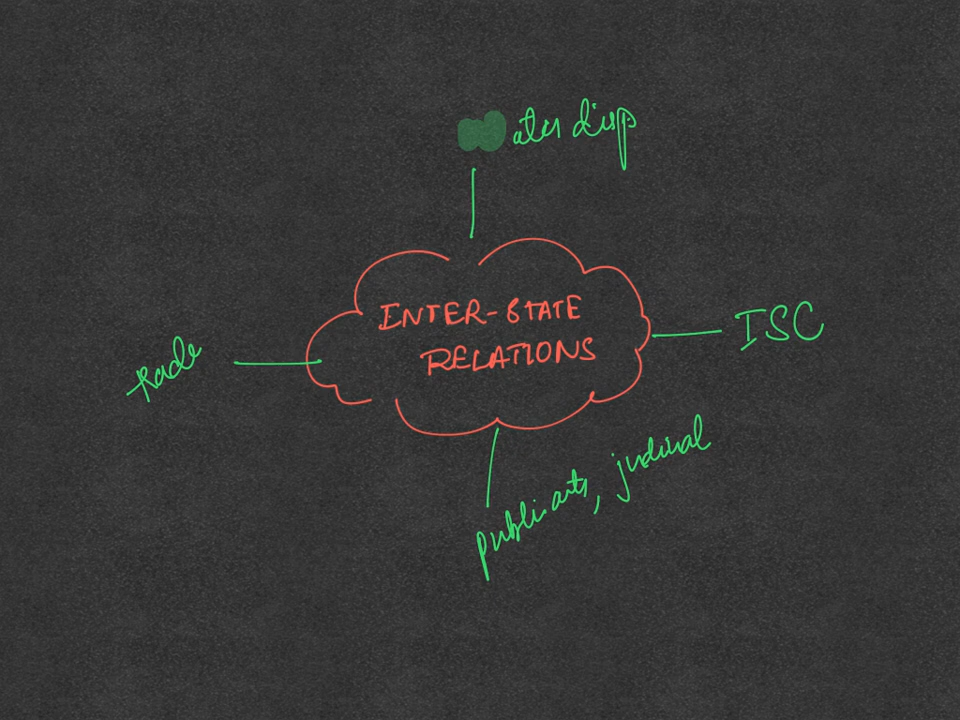 ater disp
INTER-STATE
RELATIONS
ISC
trade
public acts, judicial